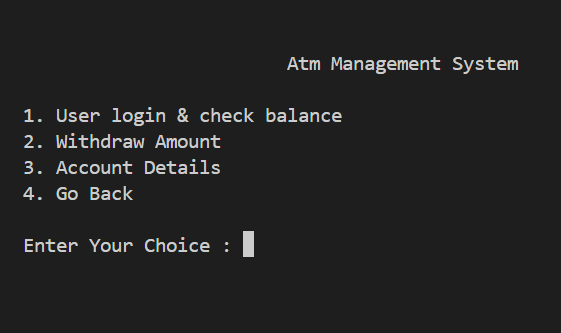 Atm Management System
1. User login & check balance
2. Withdraw Amount
3. Account Details
4. Go Back
Enter Your Choice :